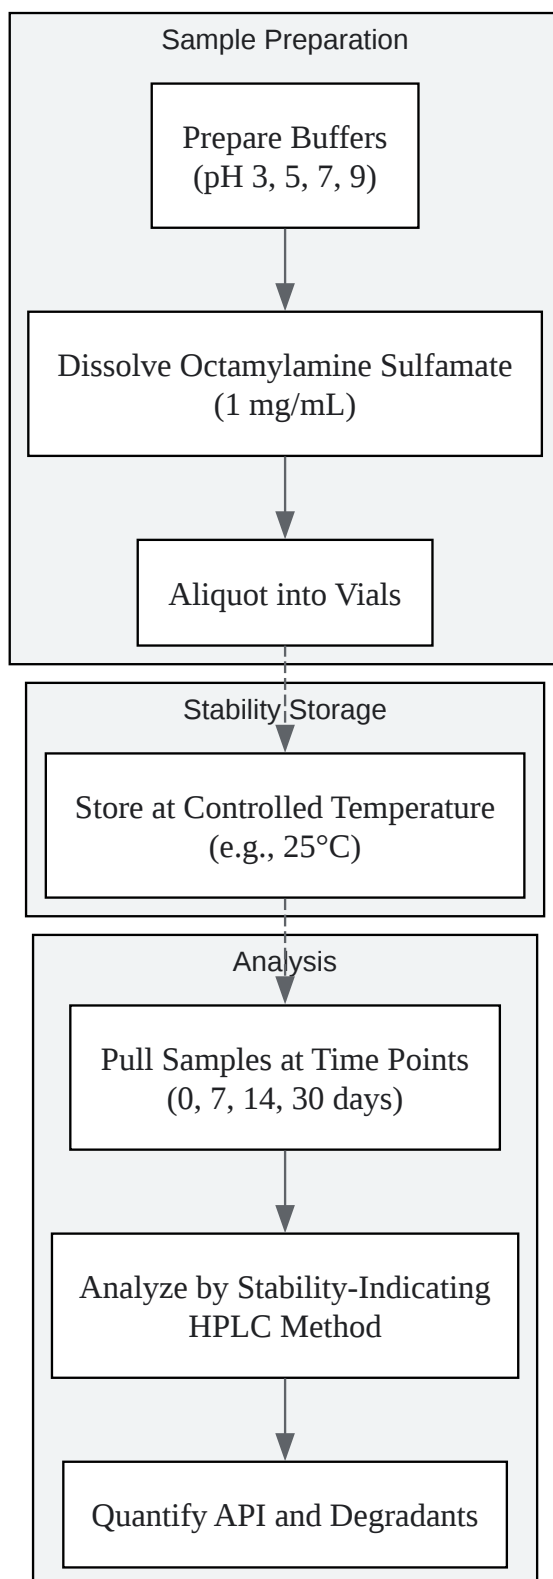 Sample Preparation
Prepare Buffers
(pH 3, 5, 7, 9)
Dissolve Octamylamine Sulfamate
(1 mg/mL)
Aliquot into Vials
Stability Storage
Store at Controlled Temperature
(e.g., 25°C)
Analysis
Pull Samples at Time Points
(0, 7, 14, 30 days)
Analyze by Stability-Indicating
HPLC Method
Quantify API and Degradants